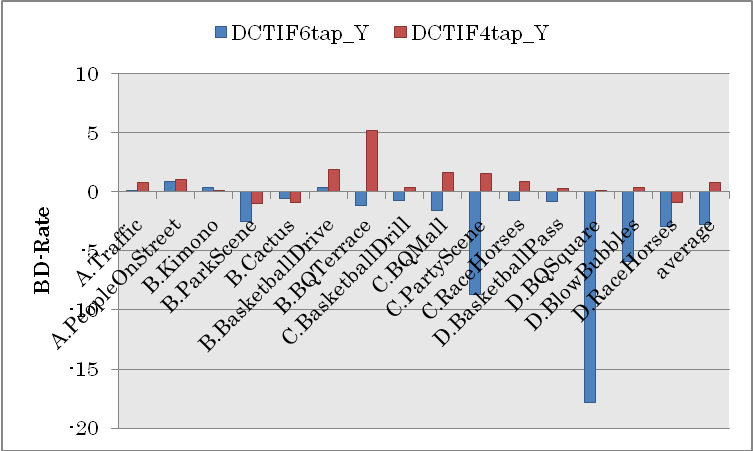 DCTIF6tap_Y DCTIF4tap_Y
10
5
0
-5
-10
-15
-20
BD-Rate
A.Traffic
A.PeopleOnStreet
B.Kimono
B.ParkScene
B.Cactus
B.BasketballDrive
B.BQTerrace
C.BasketballDrill
C.BQMall
C.PartyScene
C.RaceHorses
D.BasketballPass
D.BQSquare
D.BlowBubbles
D.RaceHorses
average